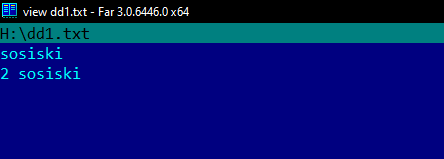 view dd1.txt - Far 3.0.6446.0 x64
H:\dd1.txt
sosiski
2 sosiski